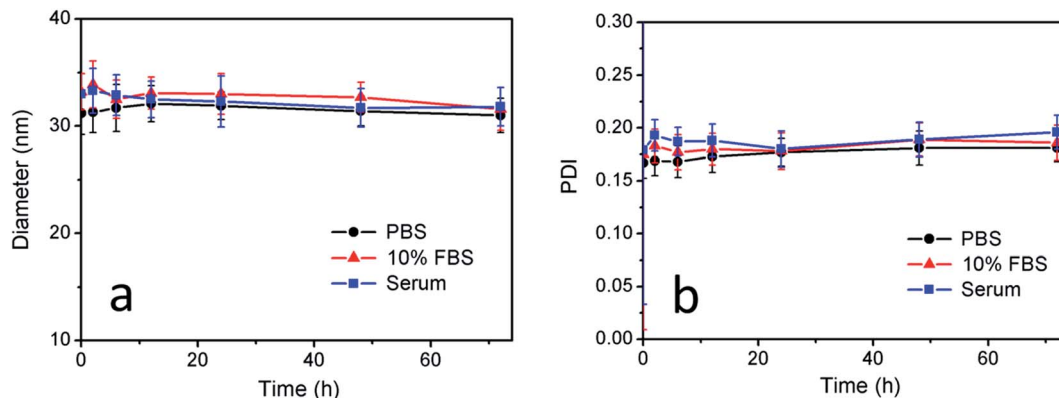 40
30
20
10
Diameter (nm)
a
PBS
10% FBS
Serum
0 20 40 60
Time (h)
0.30
0.25
0.20
0.15
0.10
0.05
0.00
PDI
b
PBS
10% FBS
Serum
0 20 40 60
Time (h)